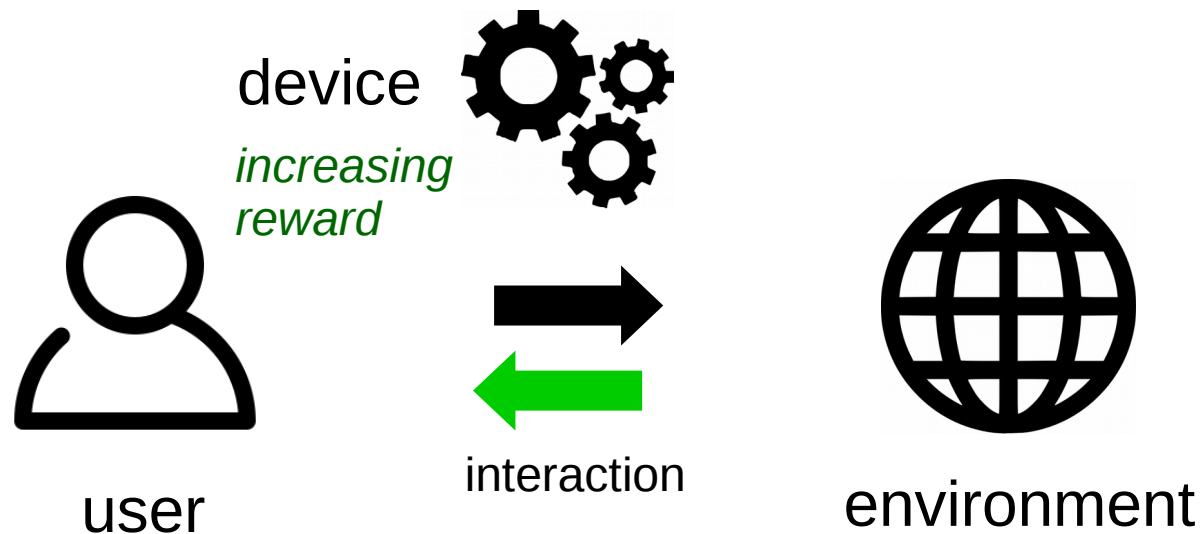 device
increasing
reward
interaction
user
environment